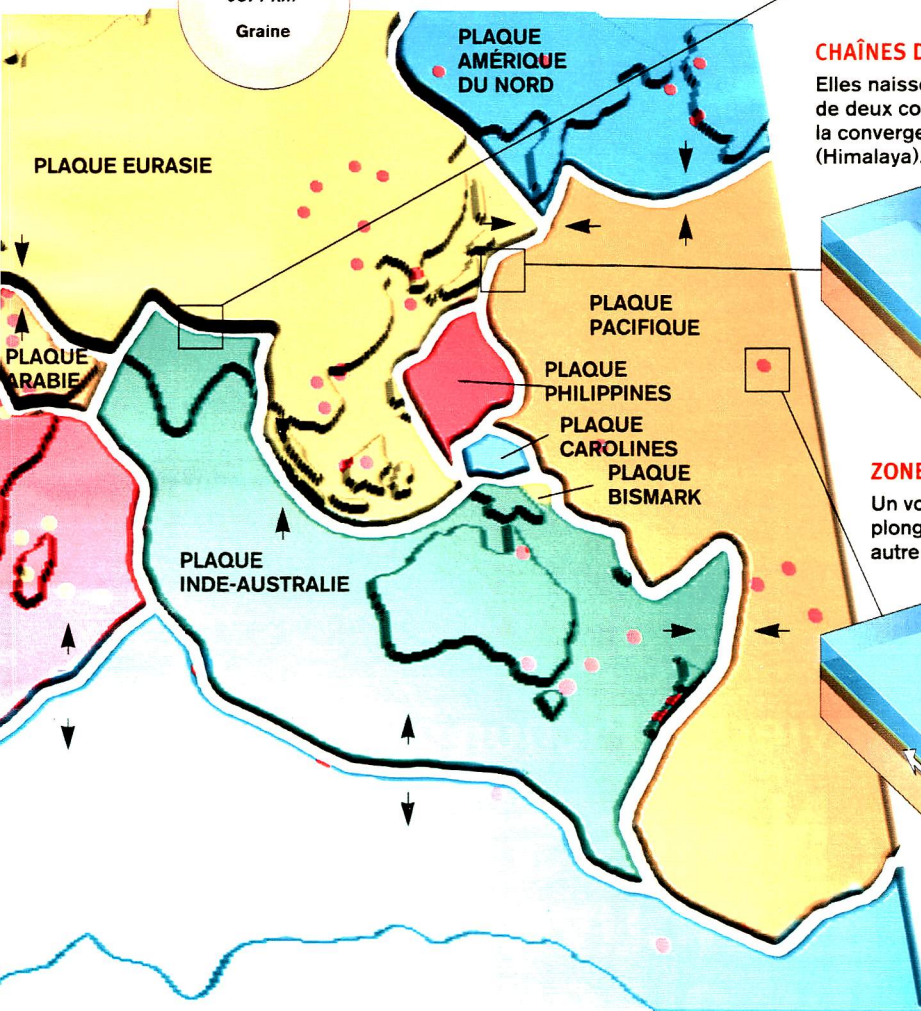 Graine
PLAQUE
AMÉRIQUE
DU NORD
CHAÎNES D
Elles naiss
de deux co
la converge
(Himalaya)
PLAQUE EURASIE
PLAQUE
PACIFIQUE
PLAQUE
ARABIE
PLAQUE
PHILIPPINES
PLAQUE
CAROLINES
PLAQUE
BISMARK
ZONE
Un vo
plong
autre
PLAQUE
INDE-AUSTRALIE